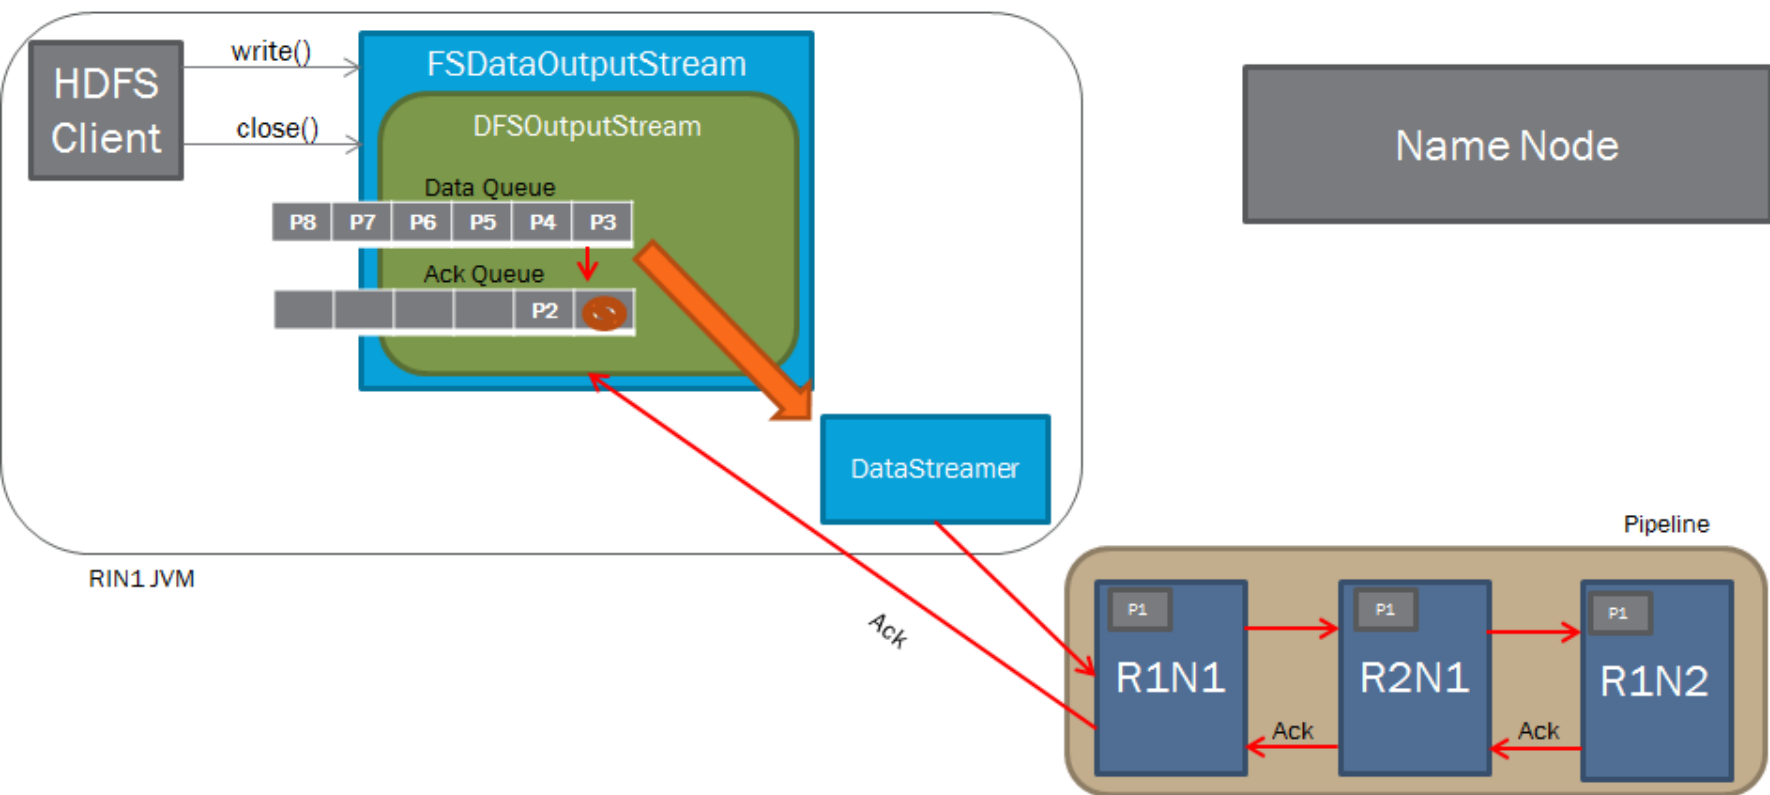 HDFS
Client
write()
close()
FSDataOutputStream
DFSOutputStream
Data Queue
P8 P7 P6 P5 P4 P3
Ack Queue
P2
DataStreamer
RIN1 JVM
Name Node
Pipeline
Ack
P1 P1 P1
R1N1 R2N1 R1N2
Ack Ack